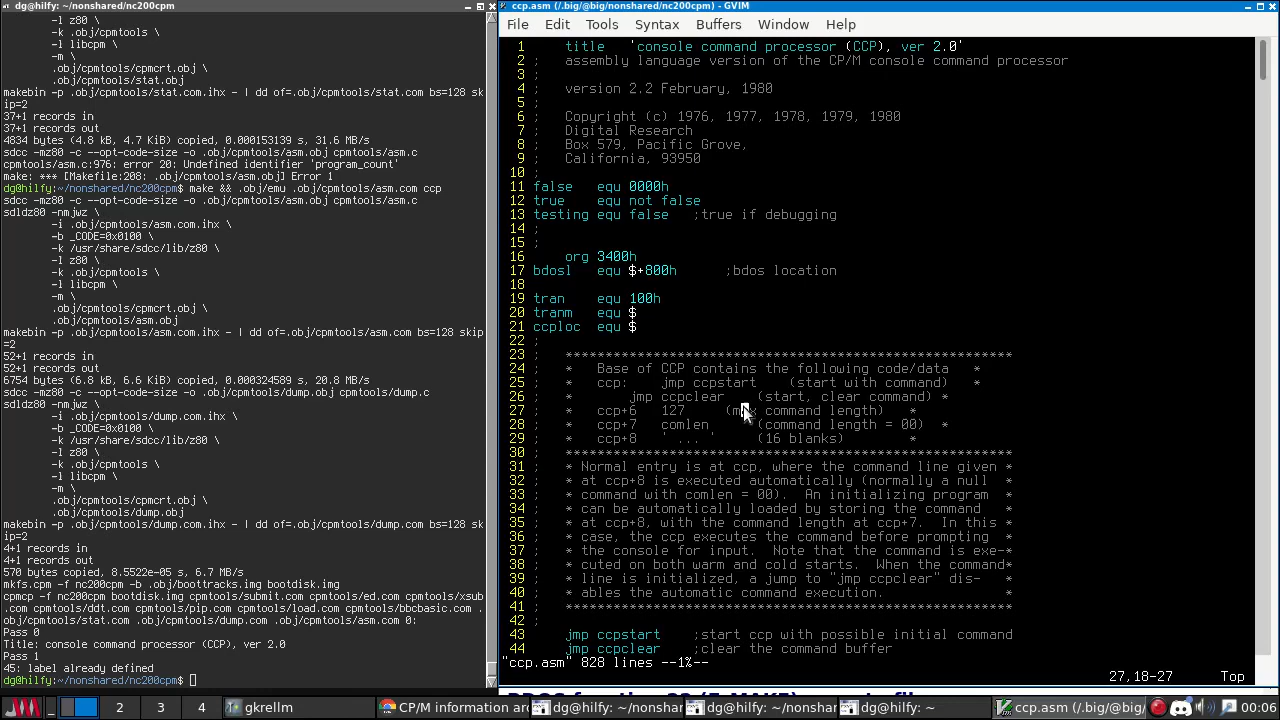 dg@hilfy:~/nonshared/nc200cpm
-k .obj/cpmtools \
-l libcpm \
-m \
.obj/cpmtools/cpmcrt.obj \
.obj/cpmtools/stat.obj
makebin -p .obj/cpmtools/stat.com.ihx - | dd of=.obj/cpmtools/stat.com bs=128 sk
ip=2
37+1 records in
37+1 records out
4834 bytes (4.8 kB, 4.7 KiB) copied, 0.000153139 s, 31.6 MB/s
sdcc -mz80 -c --opt-code-size -o .obj/cpmtools/asm.obj cpmtools/asm.c
cpmtools/asm.c:976: error 20: Undefined identifier 'program_count'
make: *** [Makefile:208: .obj/cpmtools/asm.obj] Error 1
dg@hilfy:~/nonshared/nc200cpm$ make && .obj/emu .obj/cpmtools/asm.com ccp
sdcc -mz80 -c --opt-code-size -o .obj/cpmtools/asm.obj cpmtools/asm.c
sdldz80 -nmjwz \
-i .obj/cpmtools/asm.com.ihx \
-b _CODE=0x0100 \
-k /usr/share/sdcc/lib/z80 \
-l z80 \
-k .obj/cpmtools \
-l libcpm \
-m \
.obj/cpmtools/cpmcrt.obj \
.obj/cpmtools/asm.obj
makebin -p .obj/cpmtools/asm.com.ihx - | dd of=.obj/cpmtools/asm.com bs=128 skip
=2
52+1 records in
52+1 records out
6754 bytes (6.8 kB, 6.6 KiB) copied, 0.000324589 s, 20.8 MB/s
sdcc -mz80 -c --opt-code-size -o .obj/cpmtools/dump.obj cpmtools/dump.c
sdldz80 -nmjwz \
-i .obj/cpmtools/dump.com.ihx \
-b _CODE=0x0100 \
-k /usr/share/sdcc/lib/z80 \
-l z80 \
-k .obj/cpmtools \
-l libcpm \
-m \
.obj/cpmtools/cpmcrt.obj \
.obj/cpmtools/dump.obj
makebin -p .obj/cpmtools/dump.com.ihx - | dd of=.obj/cpmtools/dump.com bs=128 sk
ip=2
4+1 records in
4+1 records out
570 bytes copied, 8.5522e-05 s, 6.7 MB/s
mkfs.cpm -f nc200cpm -b .obj/boottracks.img bootdisk.img
cpmcp -f nc200cpm bootdisk.img cpmtools/submit.com cpmtools/ed.com cpmtools/xsub
.com cpmtools/ddt.com cpmtools/pip.com cpmtools/load.com cpmtools/bbcbasic.com .
obj/cpmtools/stat.com .obj/cpmtools/dump.com .obj/cpmtools/asm.com 0:
Pass 0
Title: console command processor (CCP), ver 2.0
Pass 1
45: label already defined
dg@hilfy:~/nonshared/nc200cpm$
ccp.asm (/.big/@/big/nonshared/nc200cpm) - GVIM
File Edit Tools Syntax Buffers Window Help
1 title 'console command processor (CCP), ver 2.0'
2 ; assembly language version of the CP/M console command processor
3 ;
4 ; version 2.2 February, 1980
5 ;
6 ; Copyright (c) 1976, 1977, 1978, 1979, 1980
7 ; Digital Research
8 ; Box 579, Pacific Grove,
9 ; California, 93950
10 ;
11 false equ 0000h
12 true equ not false
13 testing equ false ;true if debugging
14 ;
15 ;
16 org 3400h
17 bdosl equ $+800h ;bdos location
18
19 tran equ 100h
20 tranm equ $
21 ccploc equ $
22 ;
23 ; ********************************************************
24 ; * Base of CCP contains the following code/data *
25 ; * ccp: jmp ccpstart (start with command) *
26 ; * jmp ccpclear (start, clear command) *
27 ; * ccp+6 127 (max command length) *
28 ; * ccp+7 comlen (command length = 00) *
29 ; * ccp+8 ' ... ' (16 blanks) *
30 ; ********************************************************
31 ; * Normal entry is at ccp, where the command line given *
32 ; * at ccp+8 is executed automatically (normally a null *
33 ; * command with comlen = 00). An initializing program *
34 ; * can be automatically loaded by storing the command *
35 ; * at ccp+8, with the command length at ccp+7. In this *
36 ; * case, the ccp executes the command before prompting *
37 ; * the console for input. Note that the command is exe-*
38 ; * cuted on both warm and cold starts. When the command*
39 ; * line is initialized, a jump to "jmp ccpclear" dis- *
40 ; * ables the automatic command execution. *
41 ; ********************************************************
42 ;
43 jmp ccpstart ;start ccp with possible initial command
44 jmp ccpclear ;clear the command buffer
"ccp.asm" 828 lines --1%--
27,18-27 Top
2 3 4 gkrellm CP/M information ar dg@hilfy: ~/nonshar dg@hilfy: ~/nonshar dg@hilfy: ~ ccp.asm (/.big/@/big 00:06